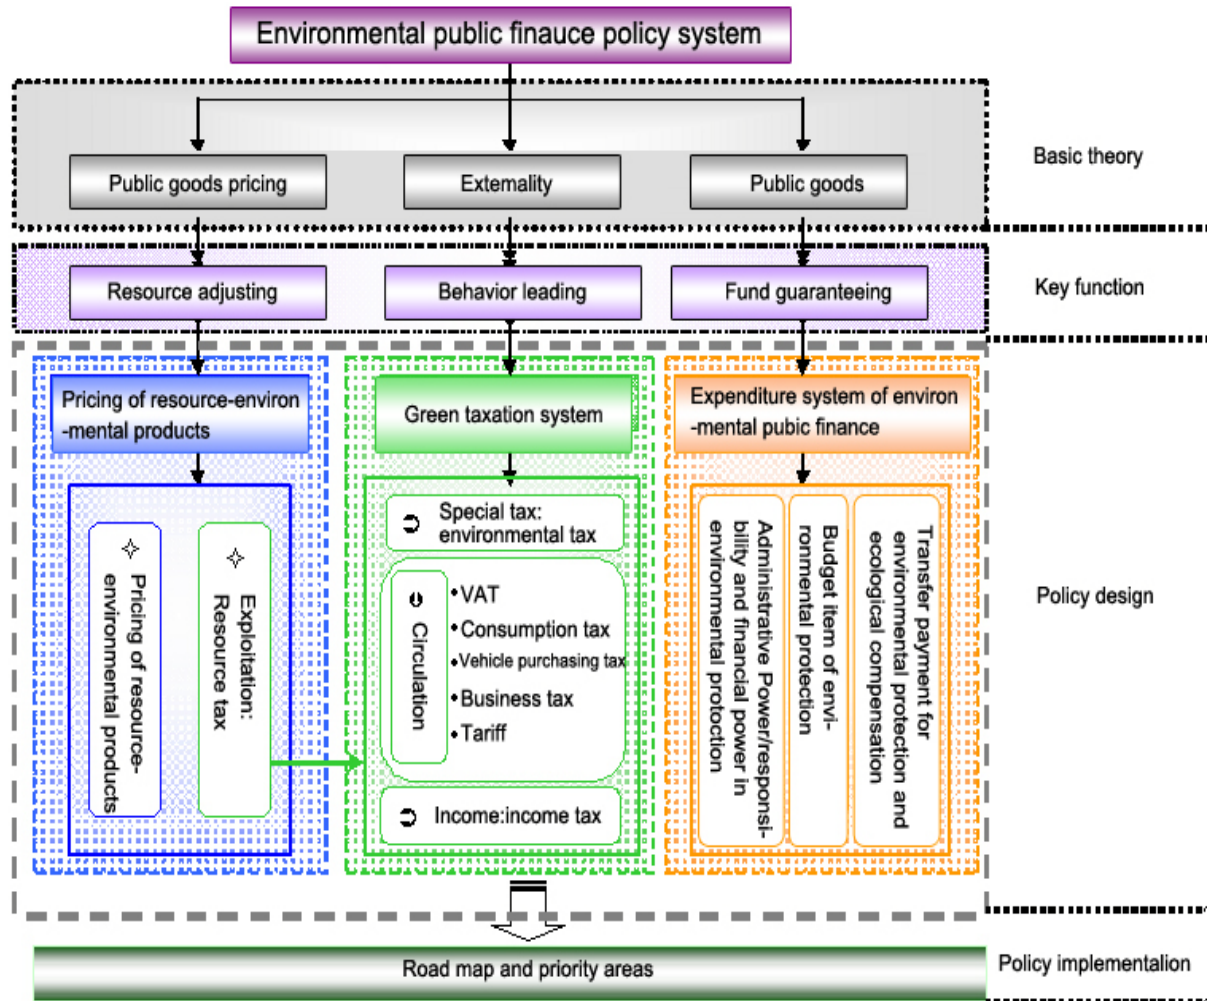 Environmental public finauce policy system
Basic theory
Public goods pricing
Extemality
Public goods
Key function
Resource adjusting
Behavior leading
Fund guaranteeing
Pricing of resource-environ
-mental products
Green taxation system
Expenditure system of environ
-mental pubic finance
Policy design
✧ Pricing of resource-
environmental products
✧ Exploitation:
Resource tax
➲ Special tax:
environmental tax
➲ Circulation
•VAT
•Consumption tax
•Vehicle purchasing tax
•Business tax
•Tariff
➲ Income:income tax
Administrative Power/responsi-
bility and financial power in
environmental protoction
Budget item of envi-
ronmental protection
Transfer payment for
environmental protection and
ecological compensation
Road map and priority areas
Policy implementalion